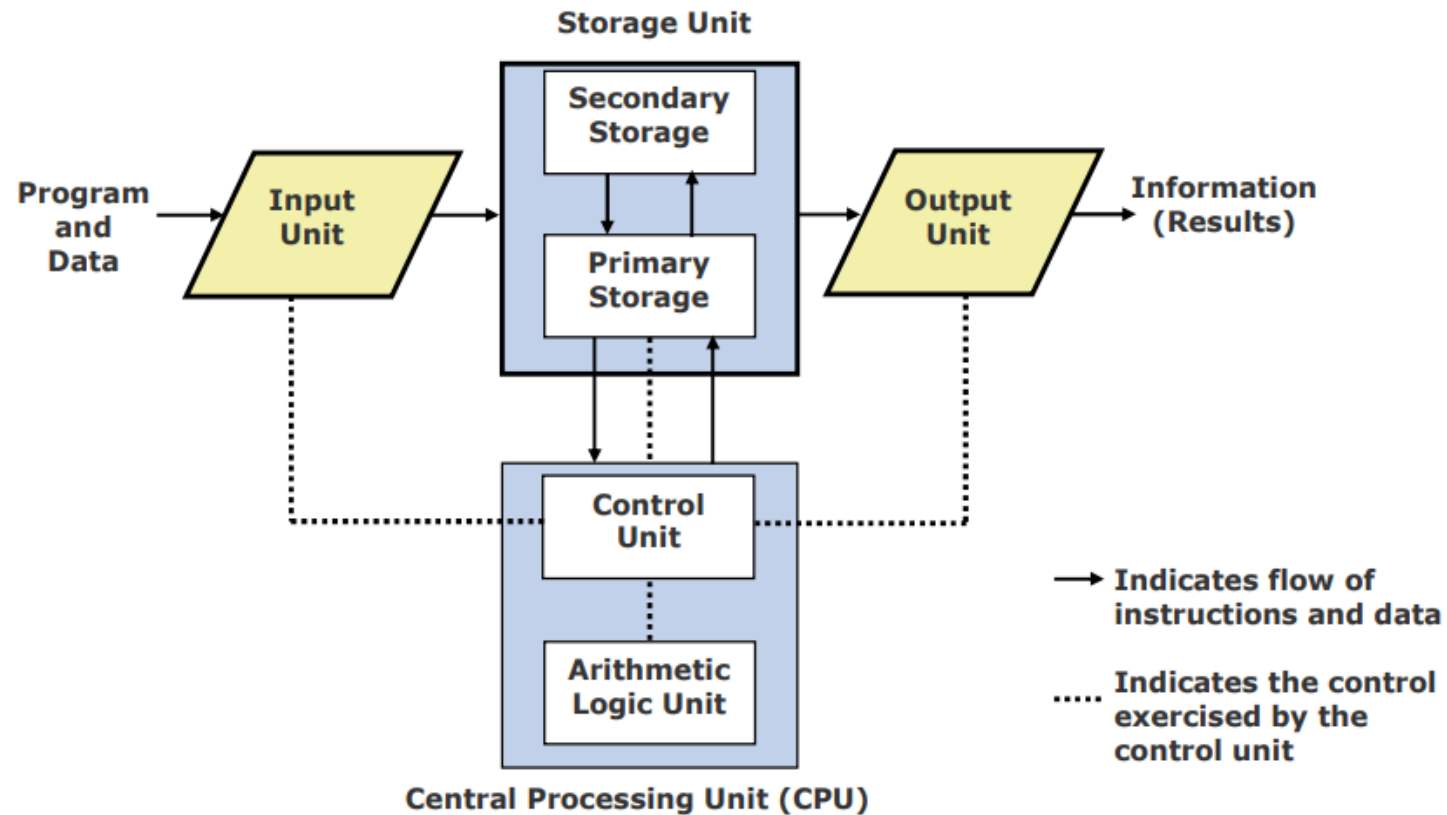 Storage Unit
Secondary
Storage
Program
and
Data
Input
Unit
Primary
Storage
Output
Unit
Information
(Results)
Control
Unit
Arithmetic
Logic Unit
Central Processing Unit (CPU)
Indicates flow of
instructions and data
Indicates the control
exercised by the
control unit